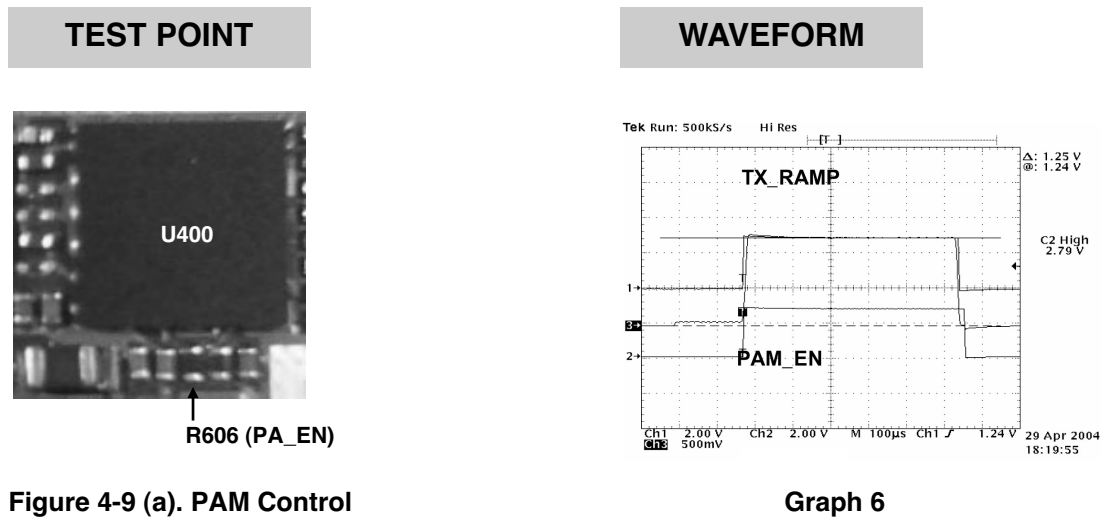 TEST POINT
WAVEFORM
U400
R606 (PA_EN)
Figure 4-9 (a). PAM Control
Tek Run: 500kS/s Hi Res
[T ]
Δ: 1.25 V
@: 1.24 V
TX_RAMP
C2 High
2.79 V
1
T
3
2
PAM_EN
Ch1 2.00 V Ch2 2.00 V M 100µs Ch1 1.24 V
Ch3 500mV
29 Apr 2004
18:19:55
Graph 6